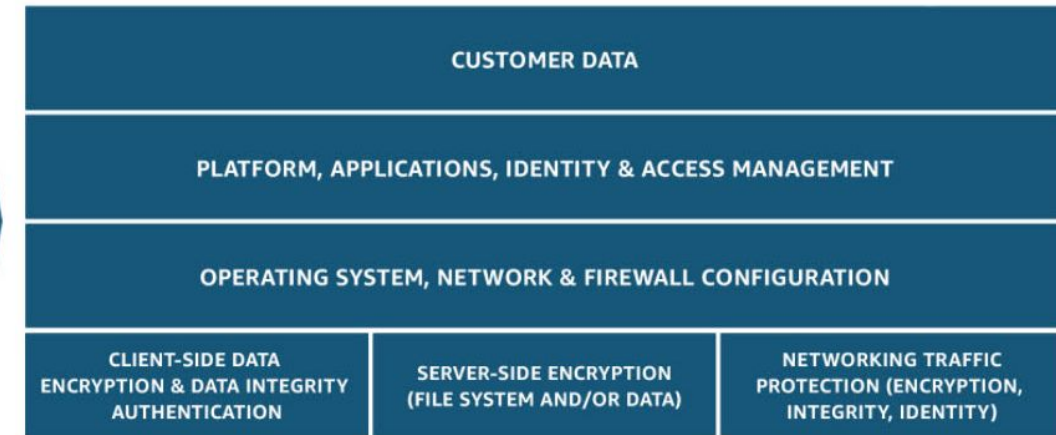 CUSTOMER DATA
PLATFORM, APPLICATIONS, IDENTITY & ACCESS MANAGEMENT
OPERATING SYSTEM, NETWORK & FIREWALL CONFIGURATION
CLIENT-SIDE DATA
ENCRYPTION & DATA INTEGRITY
AUTHENTICATION
SERVER-SIDE ENCRYPTION
(FILE SYSTEM AND/OR DATA)
NETWORKING TRAFFIC
PROTECTION (ENCRYPTION,
INTEGRITY, IDENTITY)